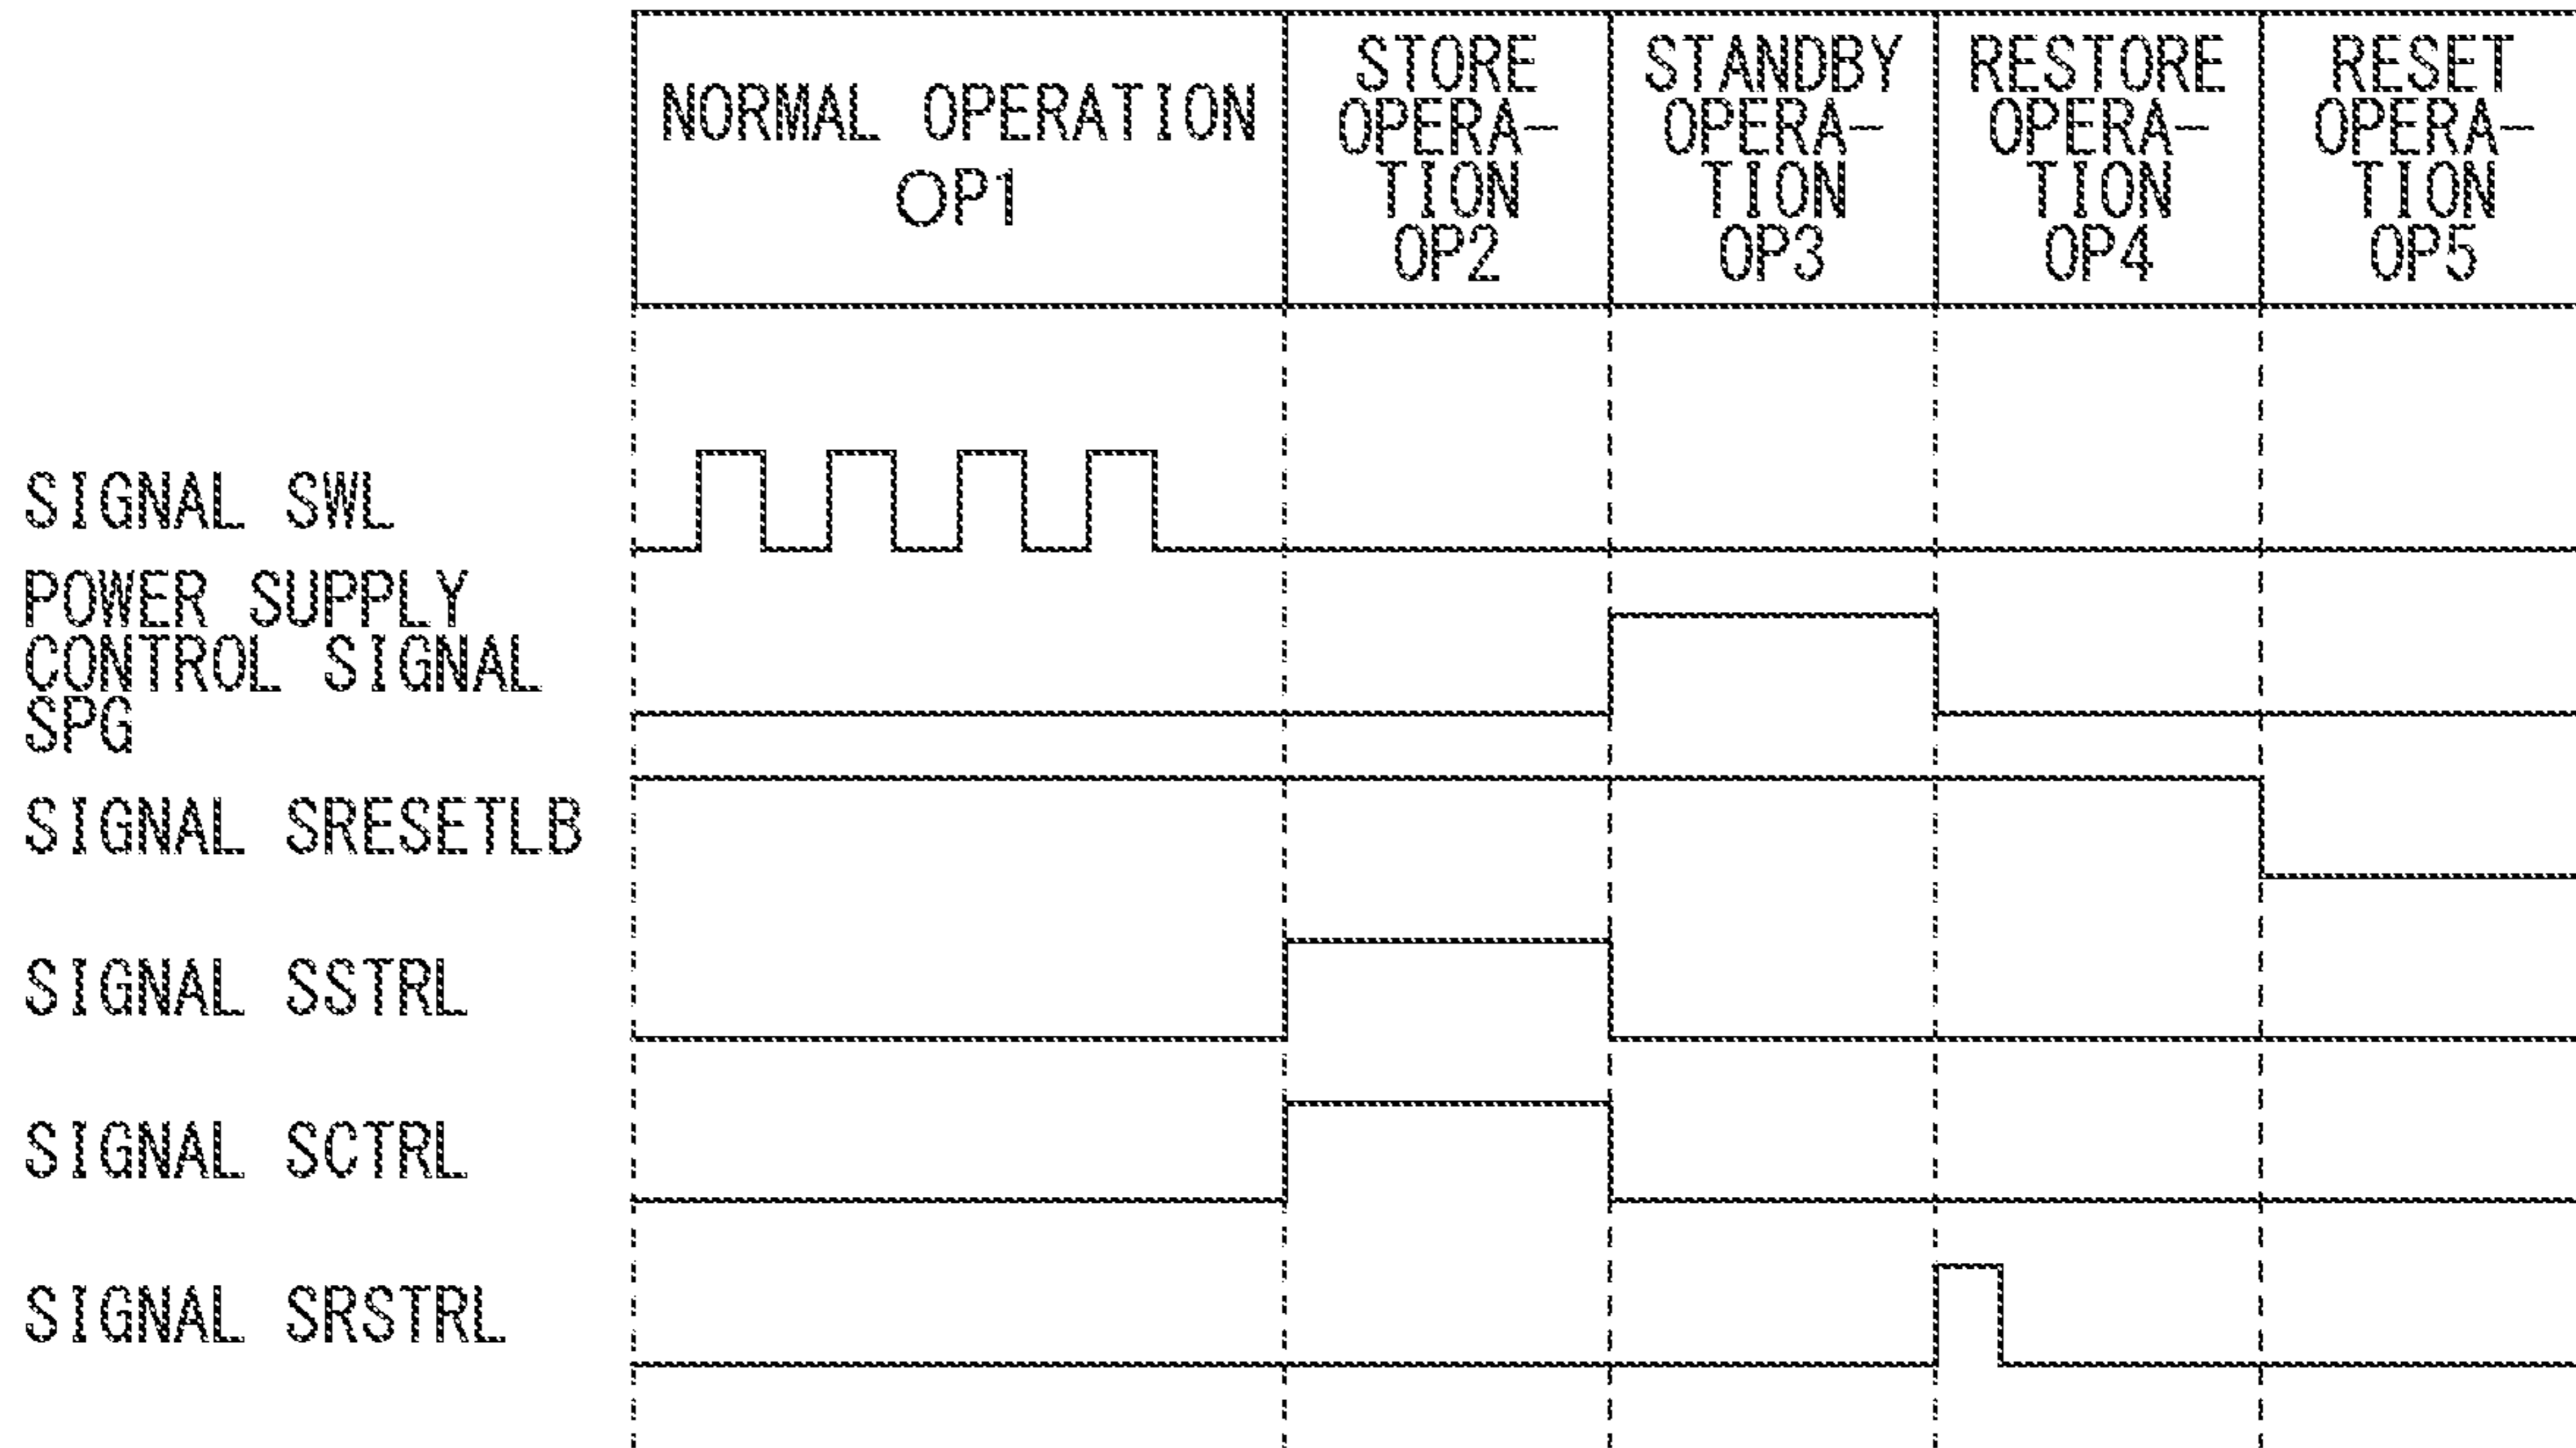 NORMAL OPERATION
OP1
STORE
OPERA-
TION
OP2
STANDBY
OPERA-
TION
OP3
RESTORE
OPERA-
TION
OP4
RESET
OPERA-
TION
OP5
SIGNAL SWL
POWER SUPPLY
CONTROL SIGNAL
SPG
SIGNAL SRESETLB
SIGNAL SSTRL
SIGNAL SCTRL
SIGNAL SRSTRL